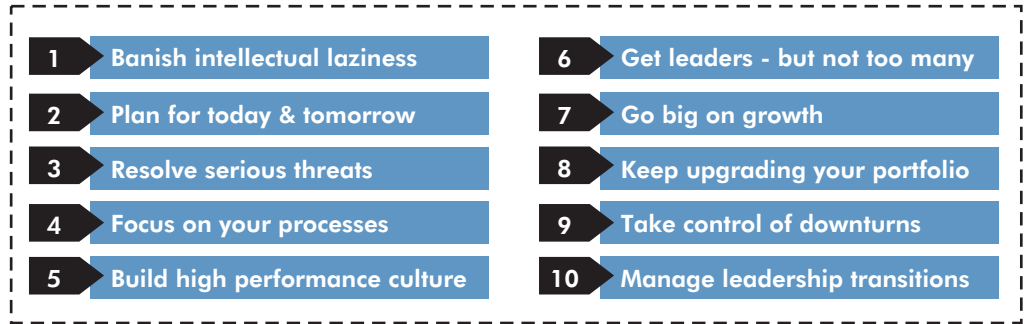 1 Banish intellectual laziness
2 Plan for today & tomorrow
3 Resolve serious threats
4 Focus on your processes
5 Build high performance culture
6 Get leaders - but not too many
7 Go big on growth
8 Keep upgrading your portfolio
9 Take control of downturns
10 Manage leadership transitions